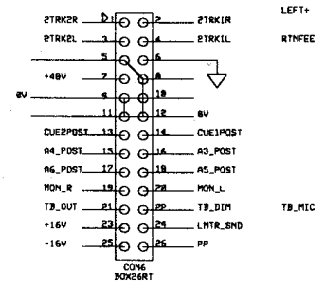 LEFT+
2TRK2R 1 2 2TRK1R
2TRK2L 3 4 2TRK1L RTNFEE
5 6
+48V 7 8
0V 9 10
11 12 0V
CUE2POST 13 14 CUE1POST
A4_POST 15 16 A3_POST
A6_POST 17 18 A5_POST
MON_R 19 20 MON_L
TB_OUT 21 22 TB_DIM TB_MIC
+16V 23 24 LMTR_SND
-16V 25 26 PP
CON6
BOX26RT